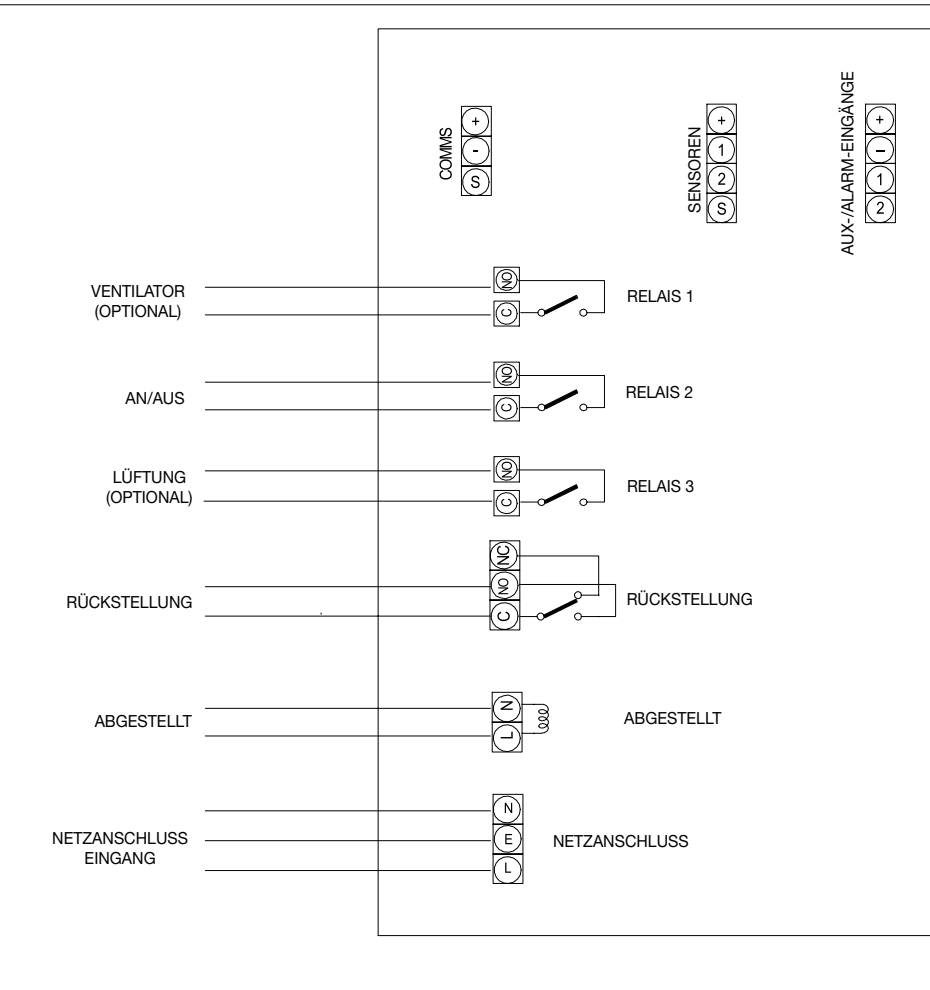 COMMS
+
-
S
SENSOREN
+
1
2
S
AUX-/ALARM-EINGÄNGE
+
–
1
2
VENTILATOR
(OPTIONAL)
NO
C
RELAIS 1
AN/AUS
NO
C
RELAIS 2
LÜFTUNG
(OPTIONAL)
NO
C
RELAIS 3
RÜCKSTELLUNG
NC
NO
C
RÜCKSTELLUNG
ABGESTELLT
N
L
ABGESTELLT
NETZANSCHLUSS
EINGANG
N
E
L
NETZANSCHLUSS